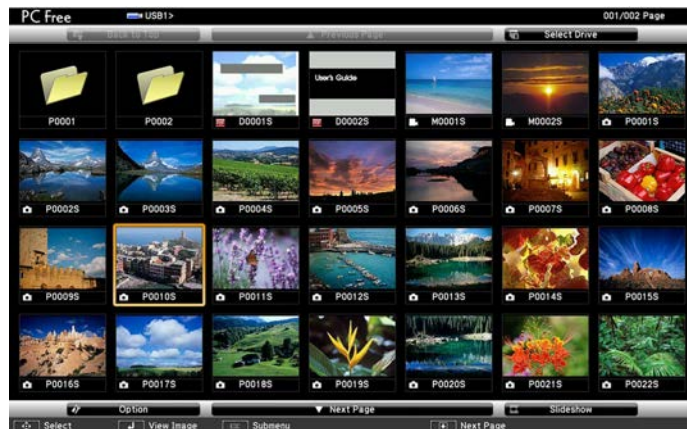 PC Free USB1> 001/002 Page
Back to Top ▲ Previous Page Select Drive
User's Guide
P0001 P0002 D0001S D0002S M0001S M0002S P0001S
P0002S P0003S P0004S P0005S P0006S P0007S P0008S
P0009S P0010S P0011S P0012S P0013S P0014S P0015S
P0016S P0017S P0018S P0019S P0020S P0021S P0022S
Option ▼ Next Page Slideshow
Select View Image Esc Submenu Next Page